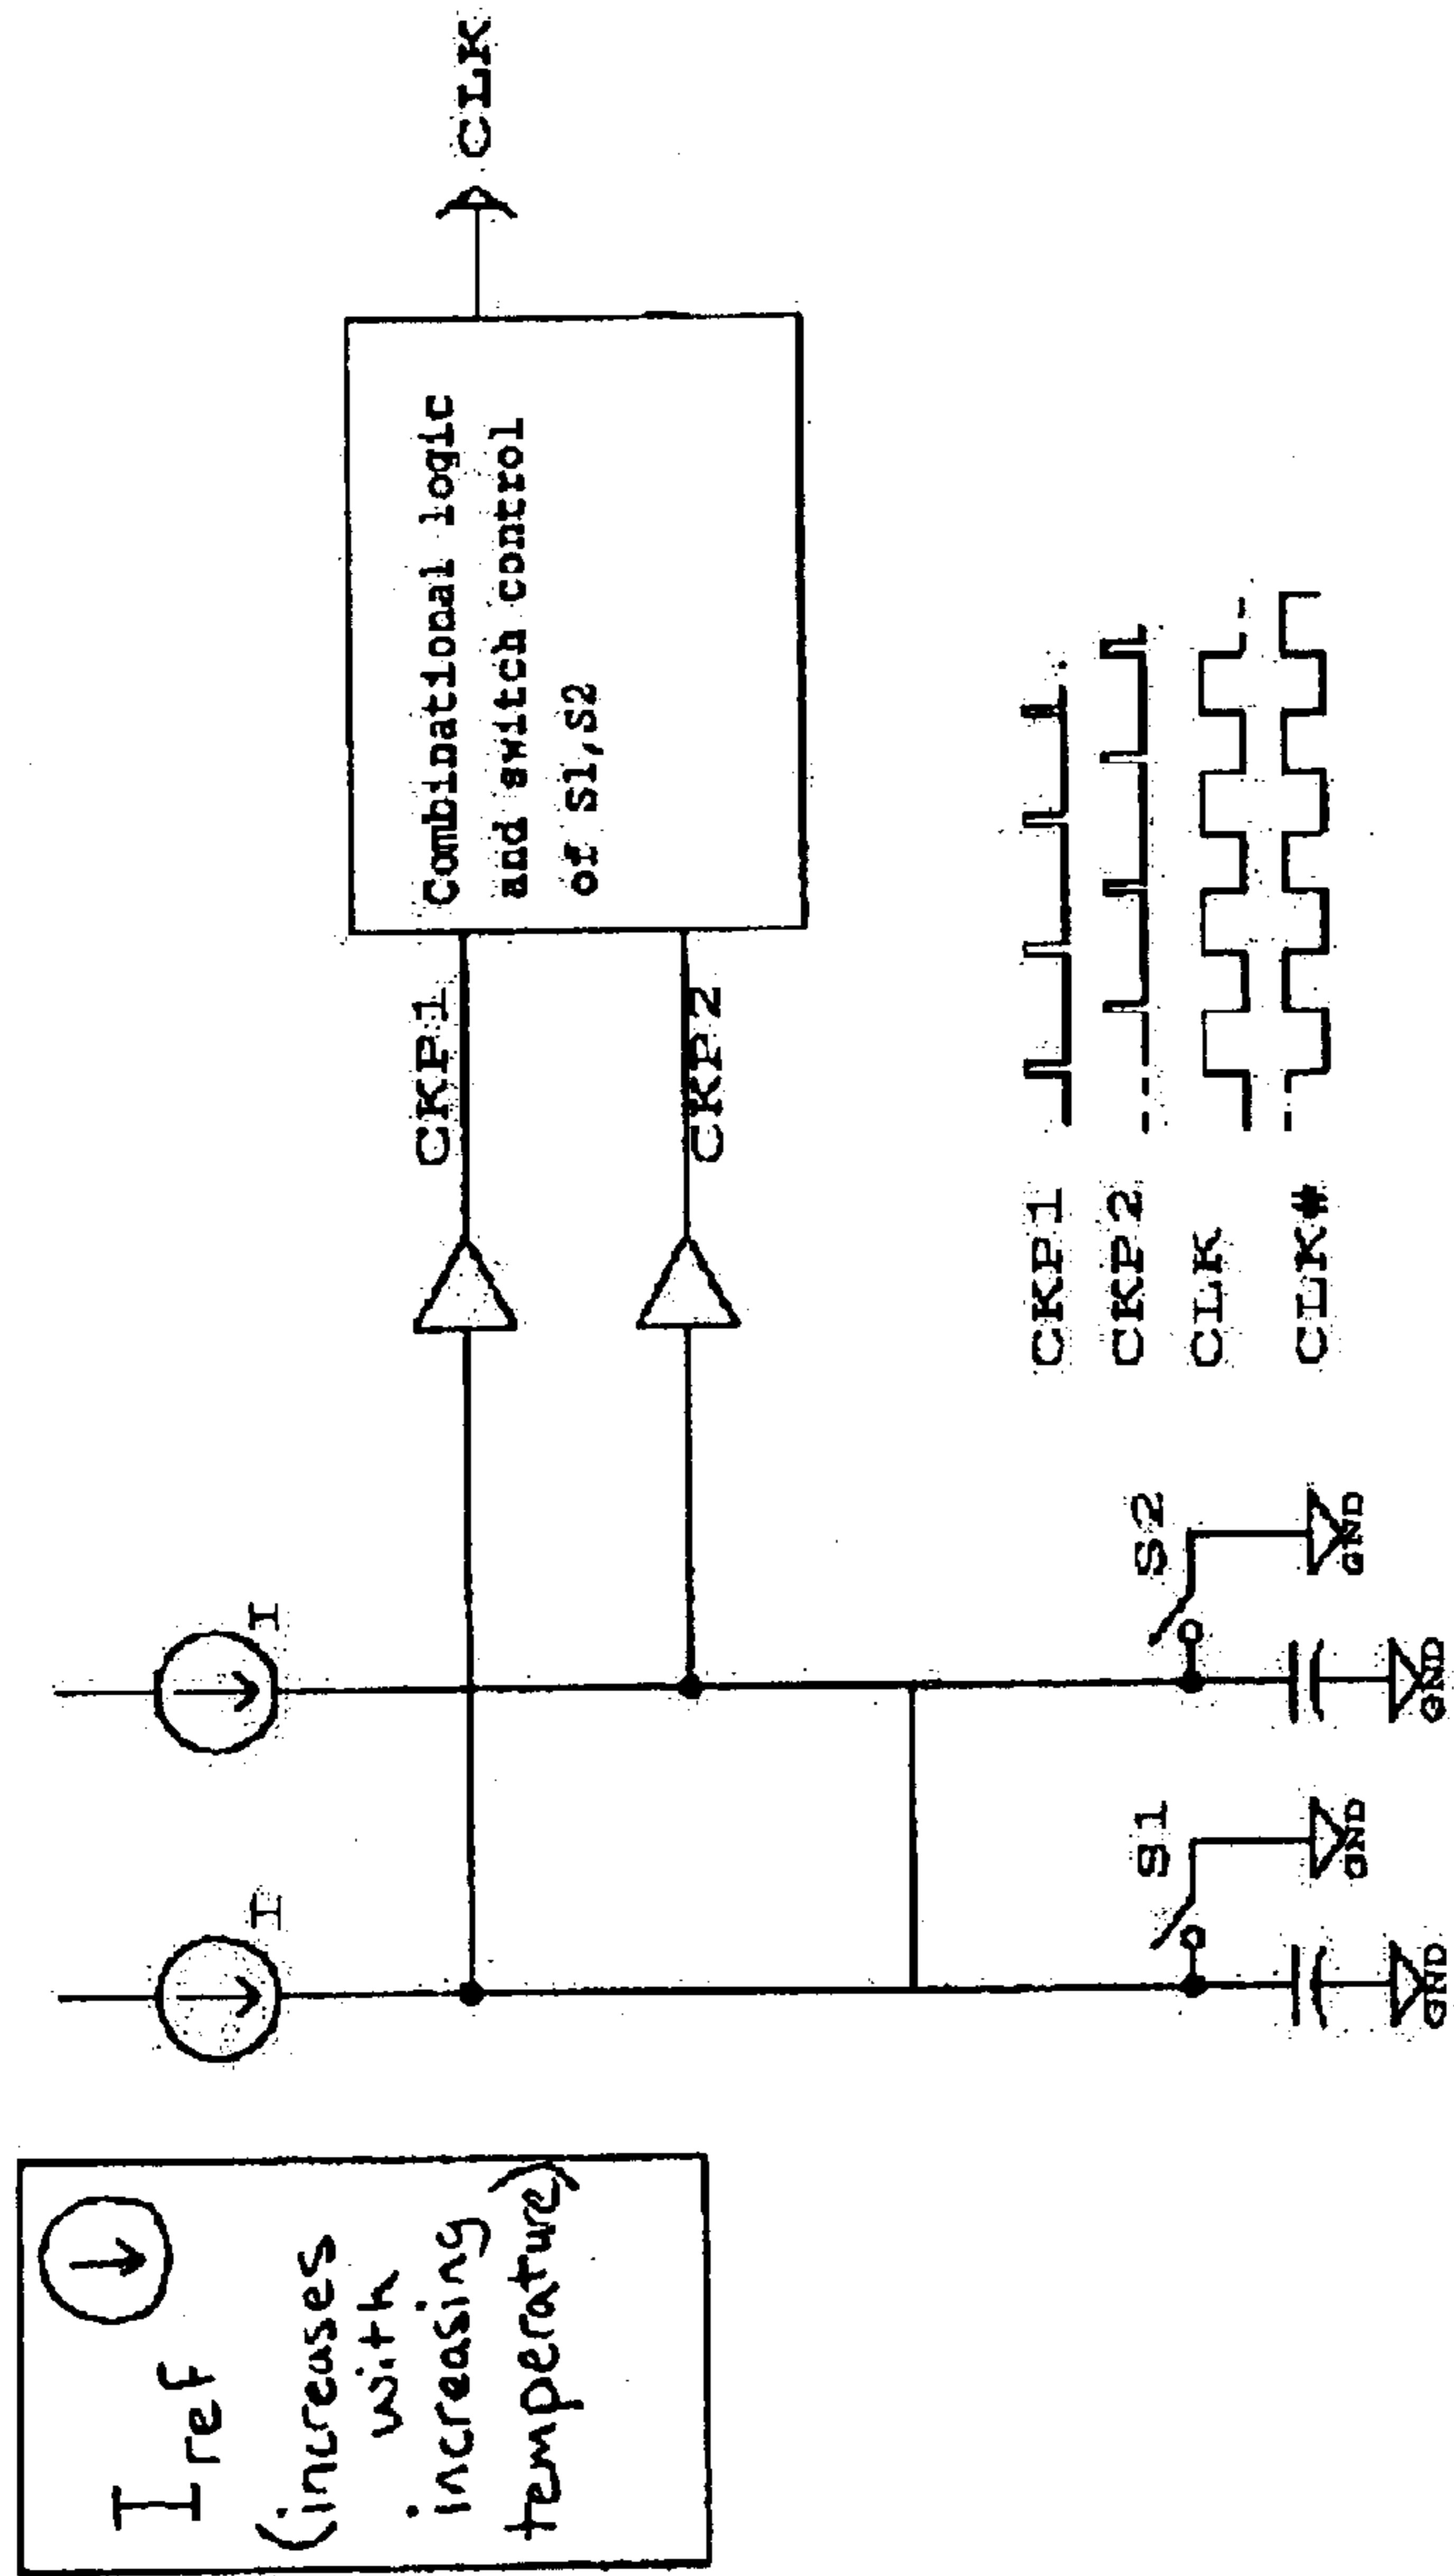 I ref
(increases
with
increasing
temperature)
I
I
S1
GND
GND
S2
GND
GND
CKP1
CKP2
Combinational logic
and switch control
of S1,S2
CLK
CKP1
CKP2
CLK
CLK#